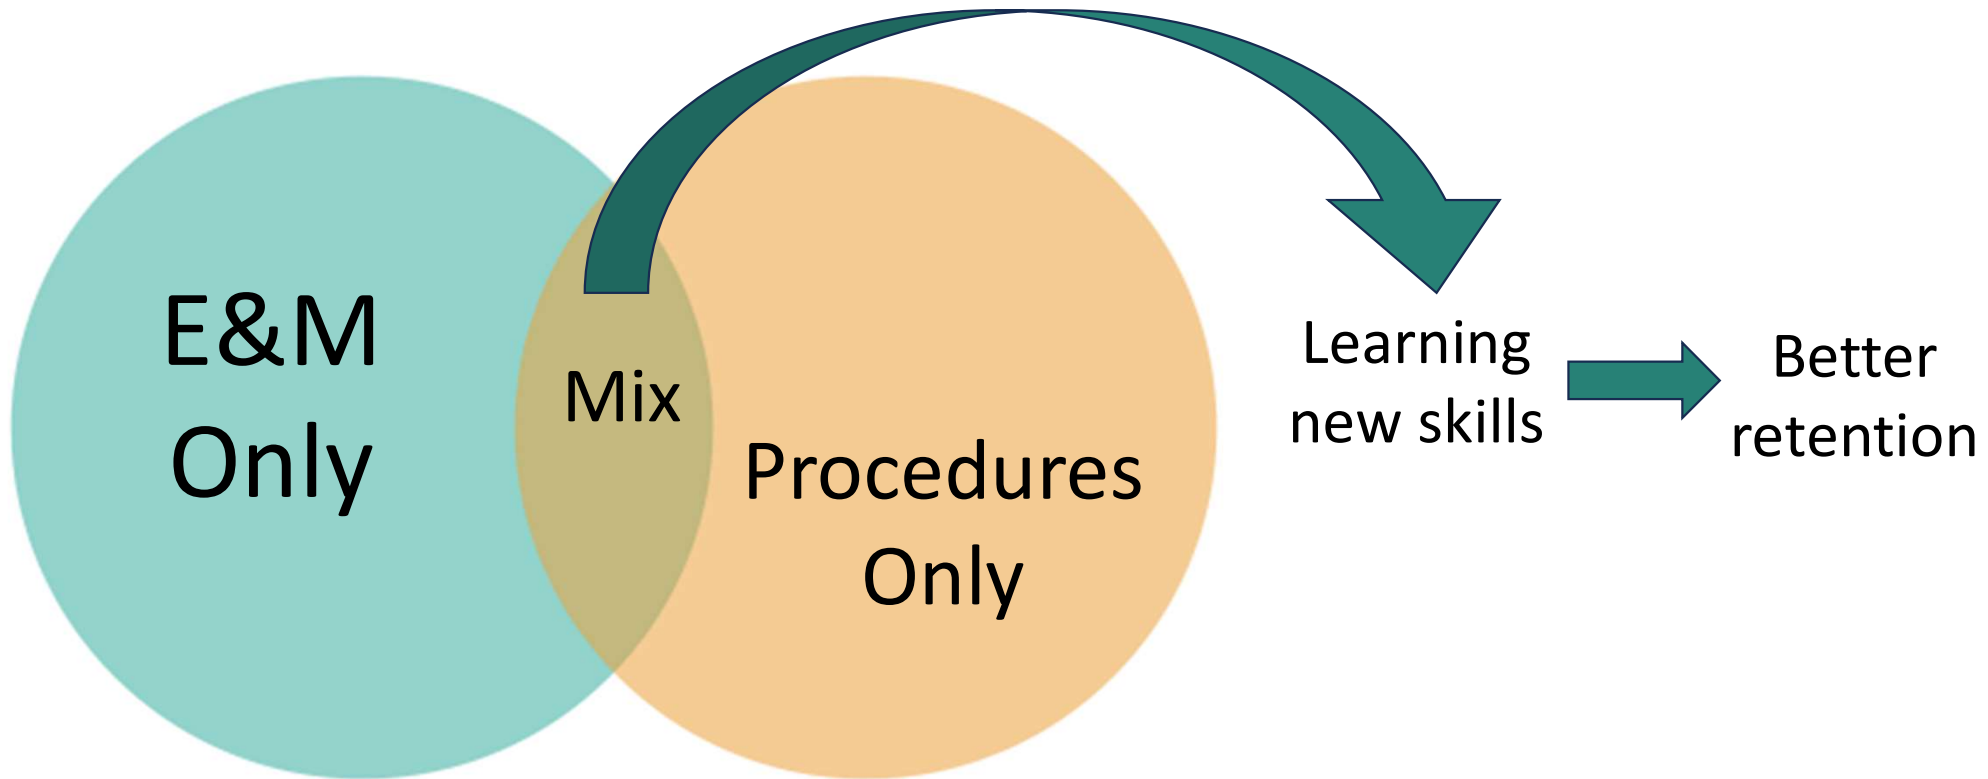 E&M
Only
Mix
Procedures
Only
Learning
new skills
Better
retention